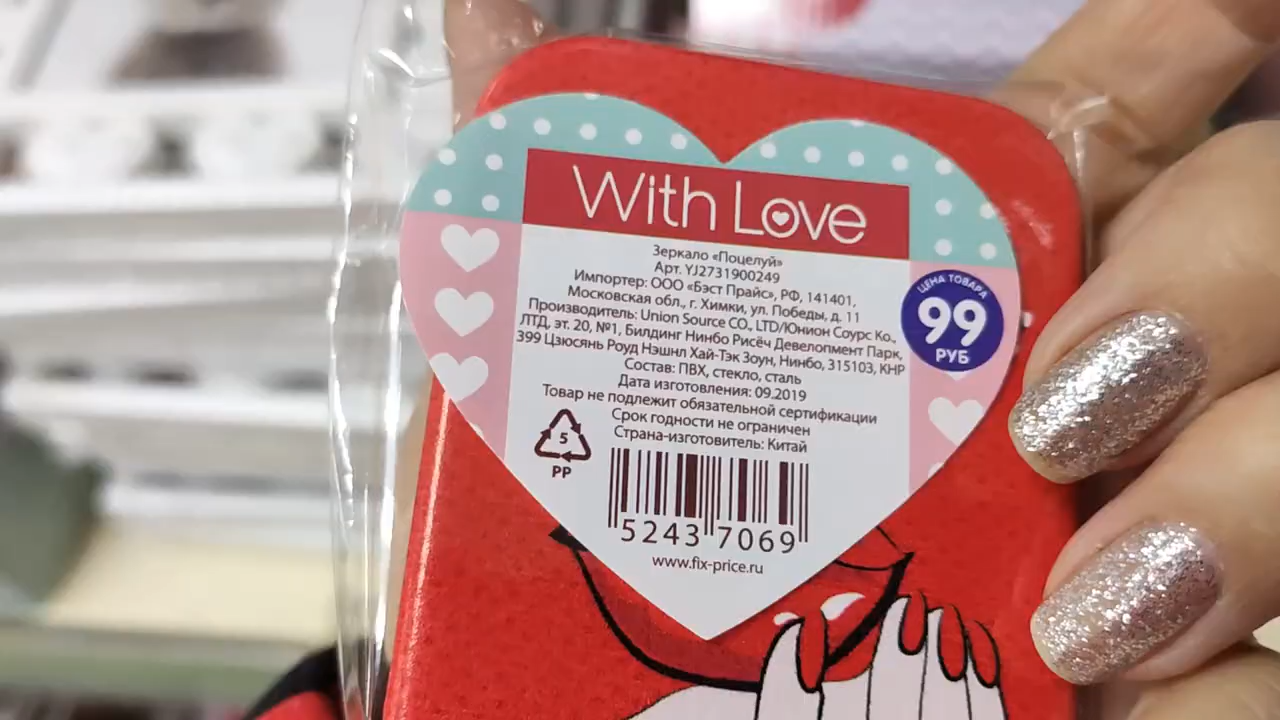 With Love
Зеркало «Поцелуй»
Арт. YJ2731900249
Импортер: ООО «Бэст Прайс», РФ, 141401,
Московская обл., г. Химки, ул. Победы, д. 11
Производитель: Union Source CO., LTD/Юнион Соурс Ко.,
ЛТД, эт. 20, №1, Билдинг Нинбо Рисёч Девелопмент Парк,
399 Цзюсянь Роуд Нэшнл Хай-Тэк Зоун, Нинбо, 315103, КНР
Состав: ПВХ, стекло, сталь
Дата изготовления: 09.2019
Товар не подлежит обязательной сертификации
Срок годности не ограничен
Страна-изготовитель: Китай
ЦЕНА ТОВАРА
99
РУБ
5
PP
5243 7069
www.fix-price.ru